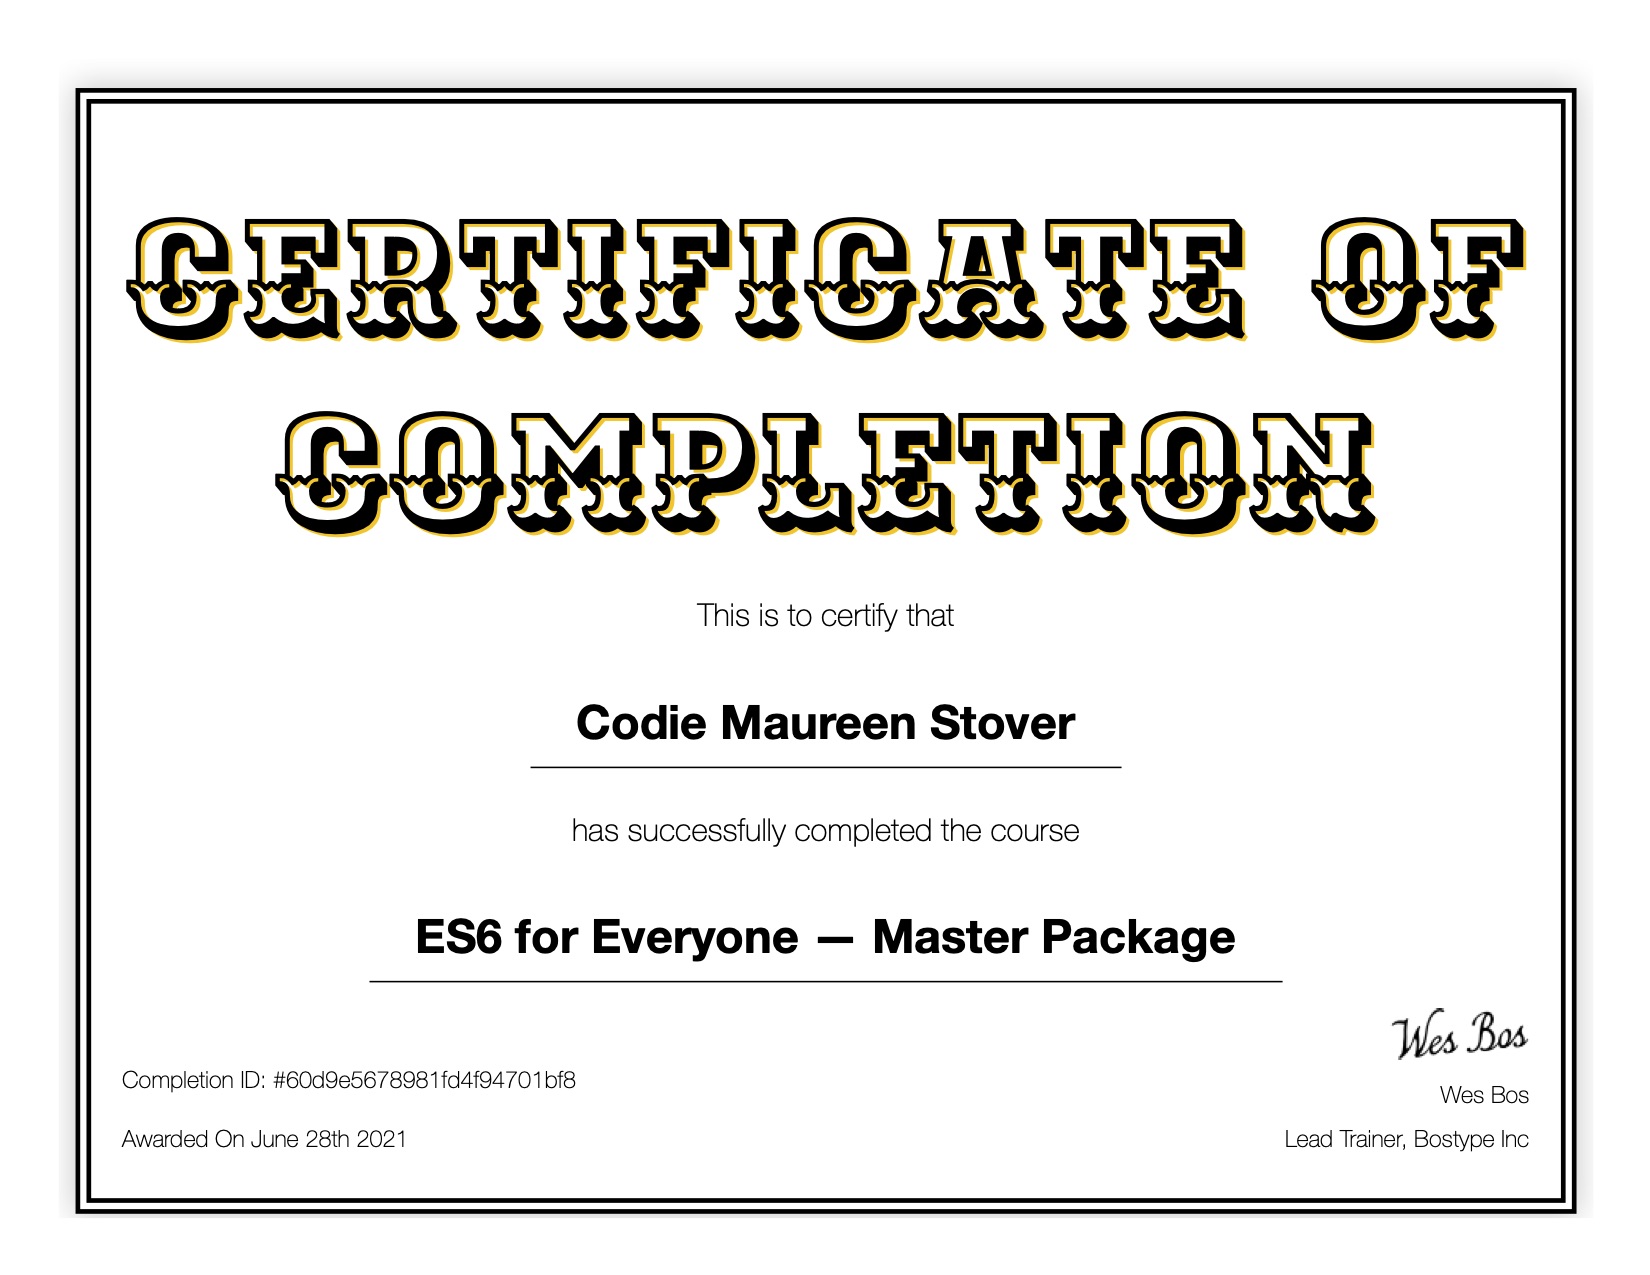 CERTIFICATE OF
COMPLETION
This is to certify that
Codie Maureen Stover
has successfully completed the course
ES6 for Everyone — Master Package
Wes Bos
Completion ID: #60d9e5678981fd4f94701bf8
Wes Bos
Awarded On June 28th 2021
Lead Trainer, Bostype Inc